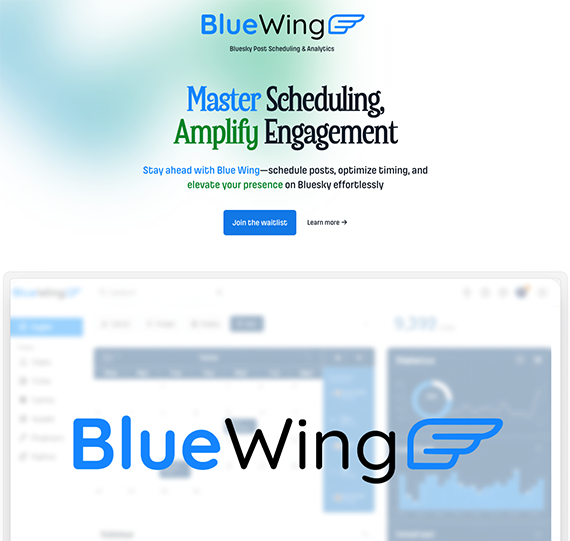 BlueWing
Bluesky Post Scheduling & Analytics
Master Scheduling,
Amplify Engagement
Stay ahead with Blue Wing—schedule posts, optimize timing, and
elevate your presence on Bluesky effortlessly
Join the waitlist
Learn more →
BlueWing
BlueWing